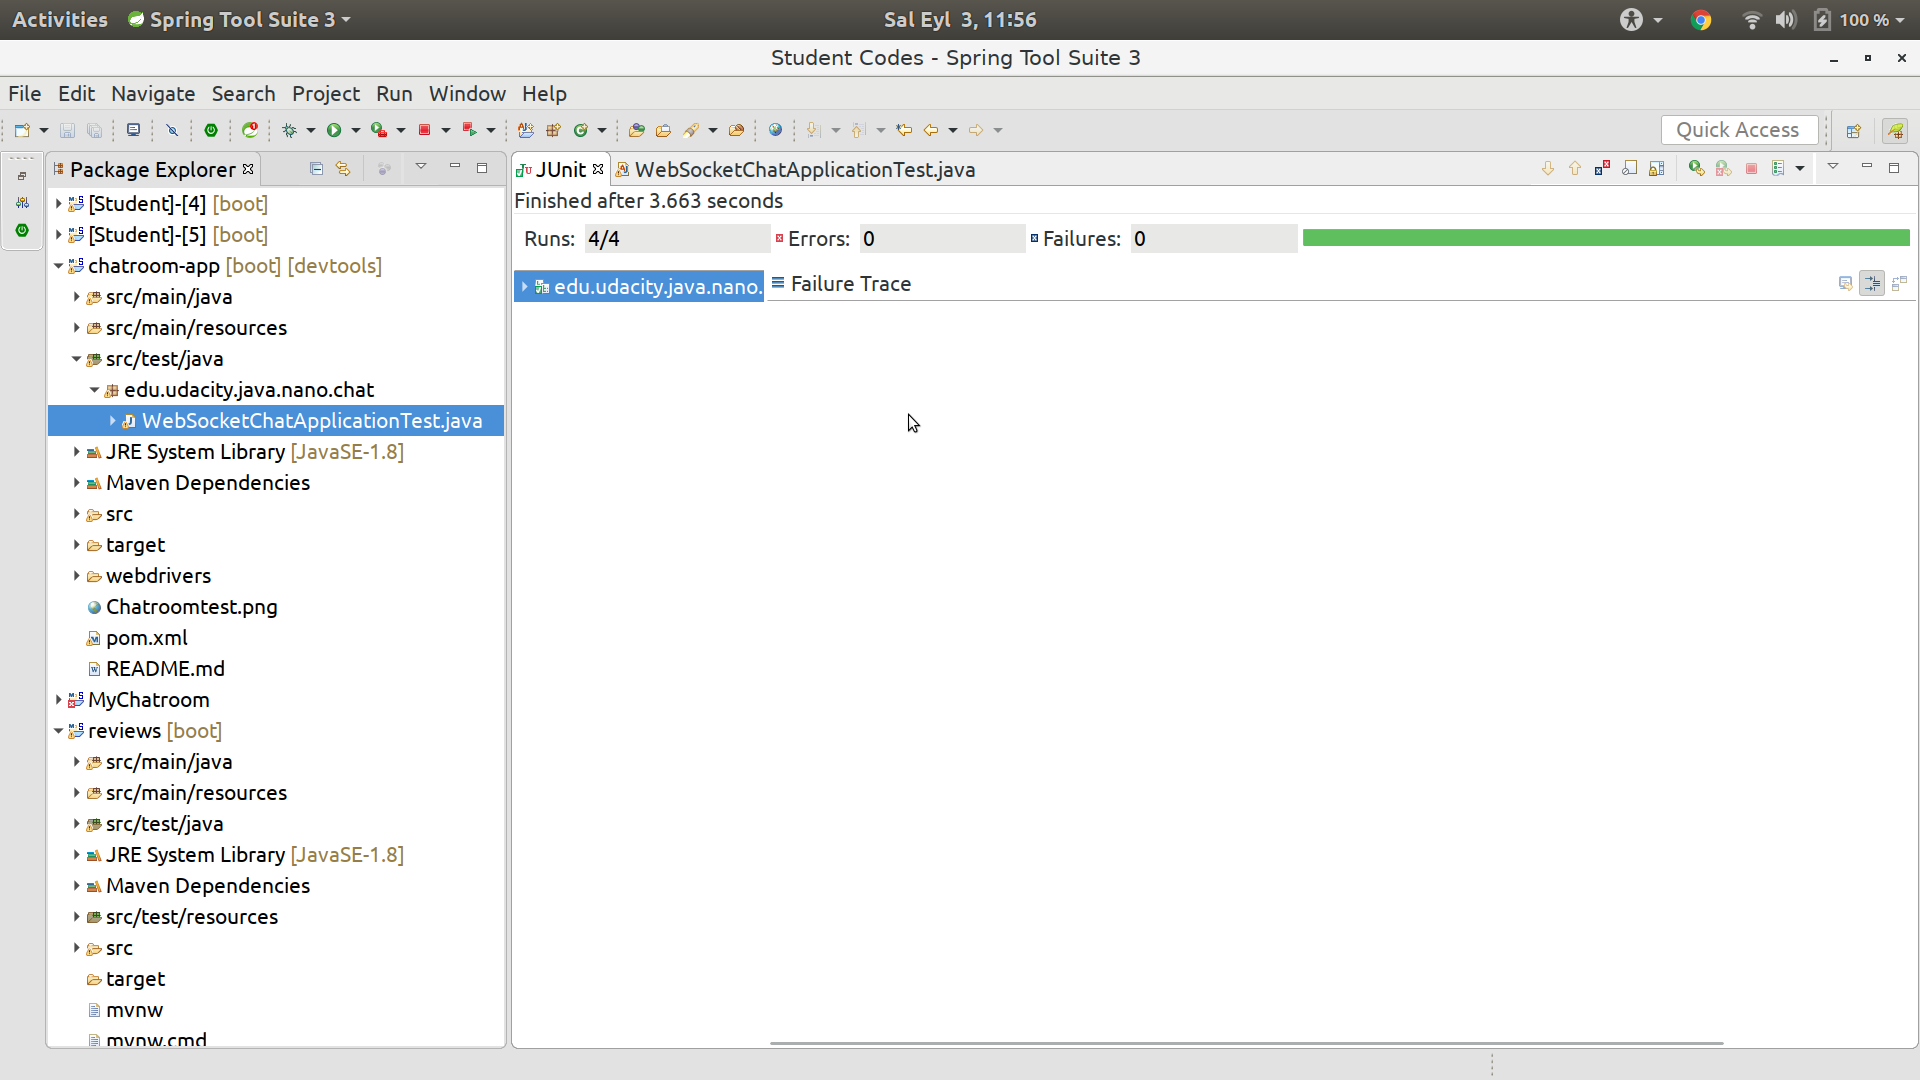 Activities Spring Tool Suite 3 Sal Eyl 3, 11:56 100 %
Student Codes - Spring Tool Suite 3
File Edit Navigate Search Project Run Window Help
Quick Access
Package Explorer
[Student]-[4] [boot]
[Student]-[5] [boot]
chatroom-app [boot] [devtools]
src/main/java
src/main/resources
src/test/java
edu.udacity.java.nano.chat
WebSocketChatApplicationTest.java
JRE System Library [JavaSE-1.8]
Maven Dependencies
src
target
webdrivers
Chatroomtest.png
pom.xml
README.md
MyChatroom
reviews [boot]
src/main/java
src/main/resources
src/test/java
JRE System Library [JavaSE-1.8]
Maven Dependencies
src/test/resources
src
target
mvnw
mvnw.cmd
JUnit WebSocketChatApplicationTest.java
Finished after 3.663 seconds
Runs: 4/4 Errors: 0 Failures: 0
edu.udacity.java.nano. Failure Trace